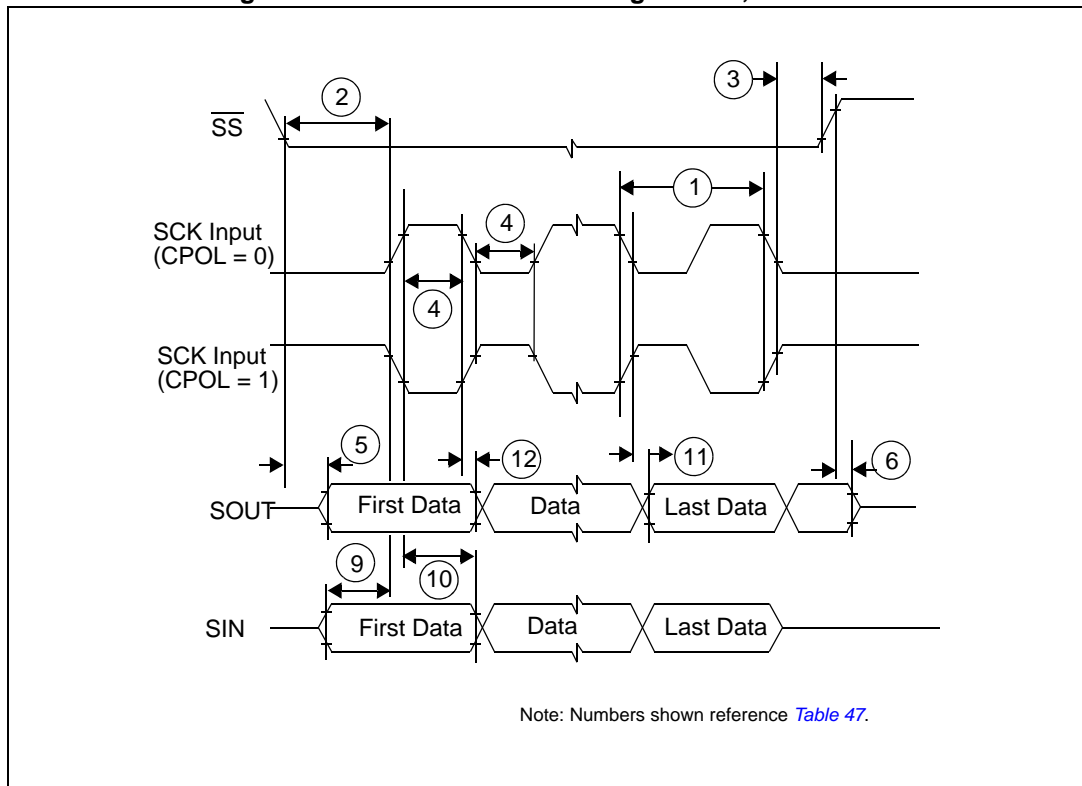 3
2
SS
1
4
SCK Input
(CPOL = 0)
4
SCK Input
(CPOL = 1)
5
12
11
6
SOUT
First Data
Data
Last Data
9
10
SIN
First Data
Data
Last Data
Note: Numbers shown reference Table 47.